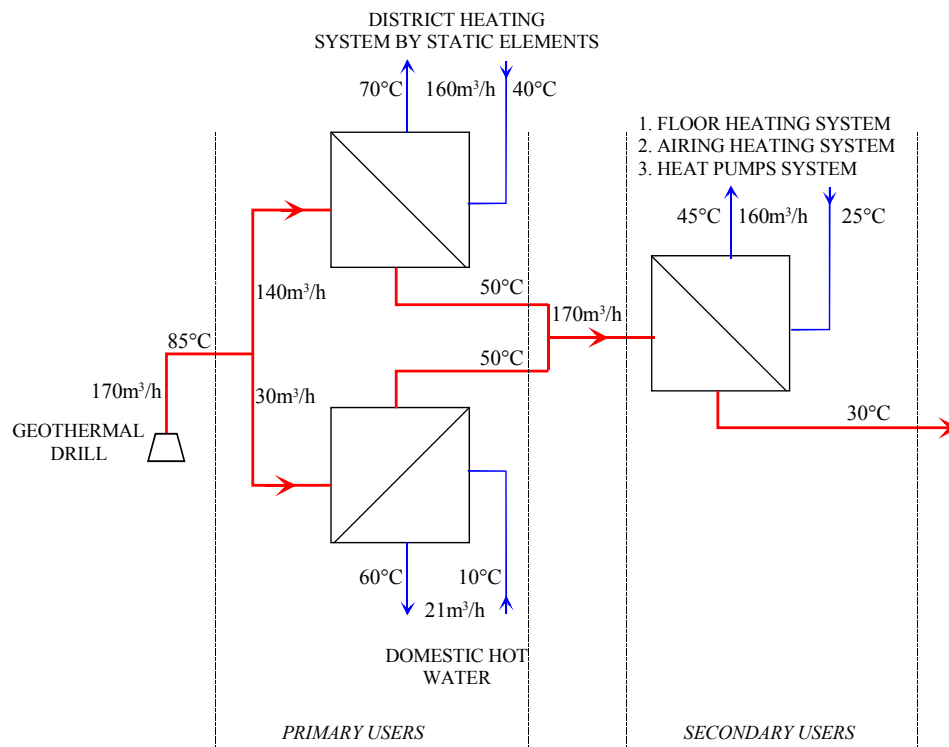 DISTRICT HEATING
SYSTEM BY STATIC ELEMENTS
70°C
160m³/h
40°C
1. FLOOR HEATING SYSTEM
2. AIRING HEATING SYSTEM
3. HEAT PUMPS SYSTEM
45°C
160m³/h
25°C
140m³/h
50°C
170m³/h
85°C
50°C
170m³/h
30m³/h
30°C
GEOTHERMAL
DRILL
60°C
10°C
21m³/h
DOMESTIC HOT
WATER
PRIMARY USERS
SECONDARY USERS